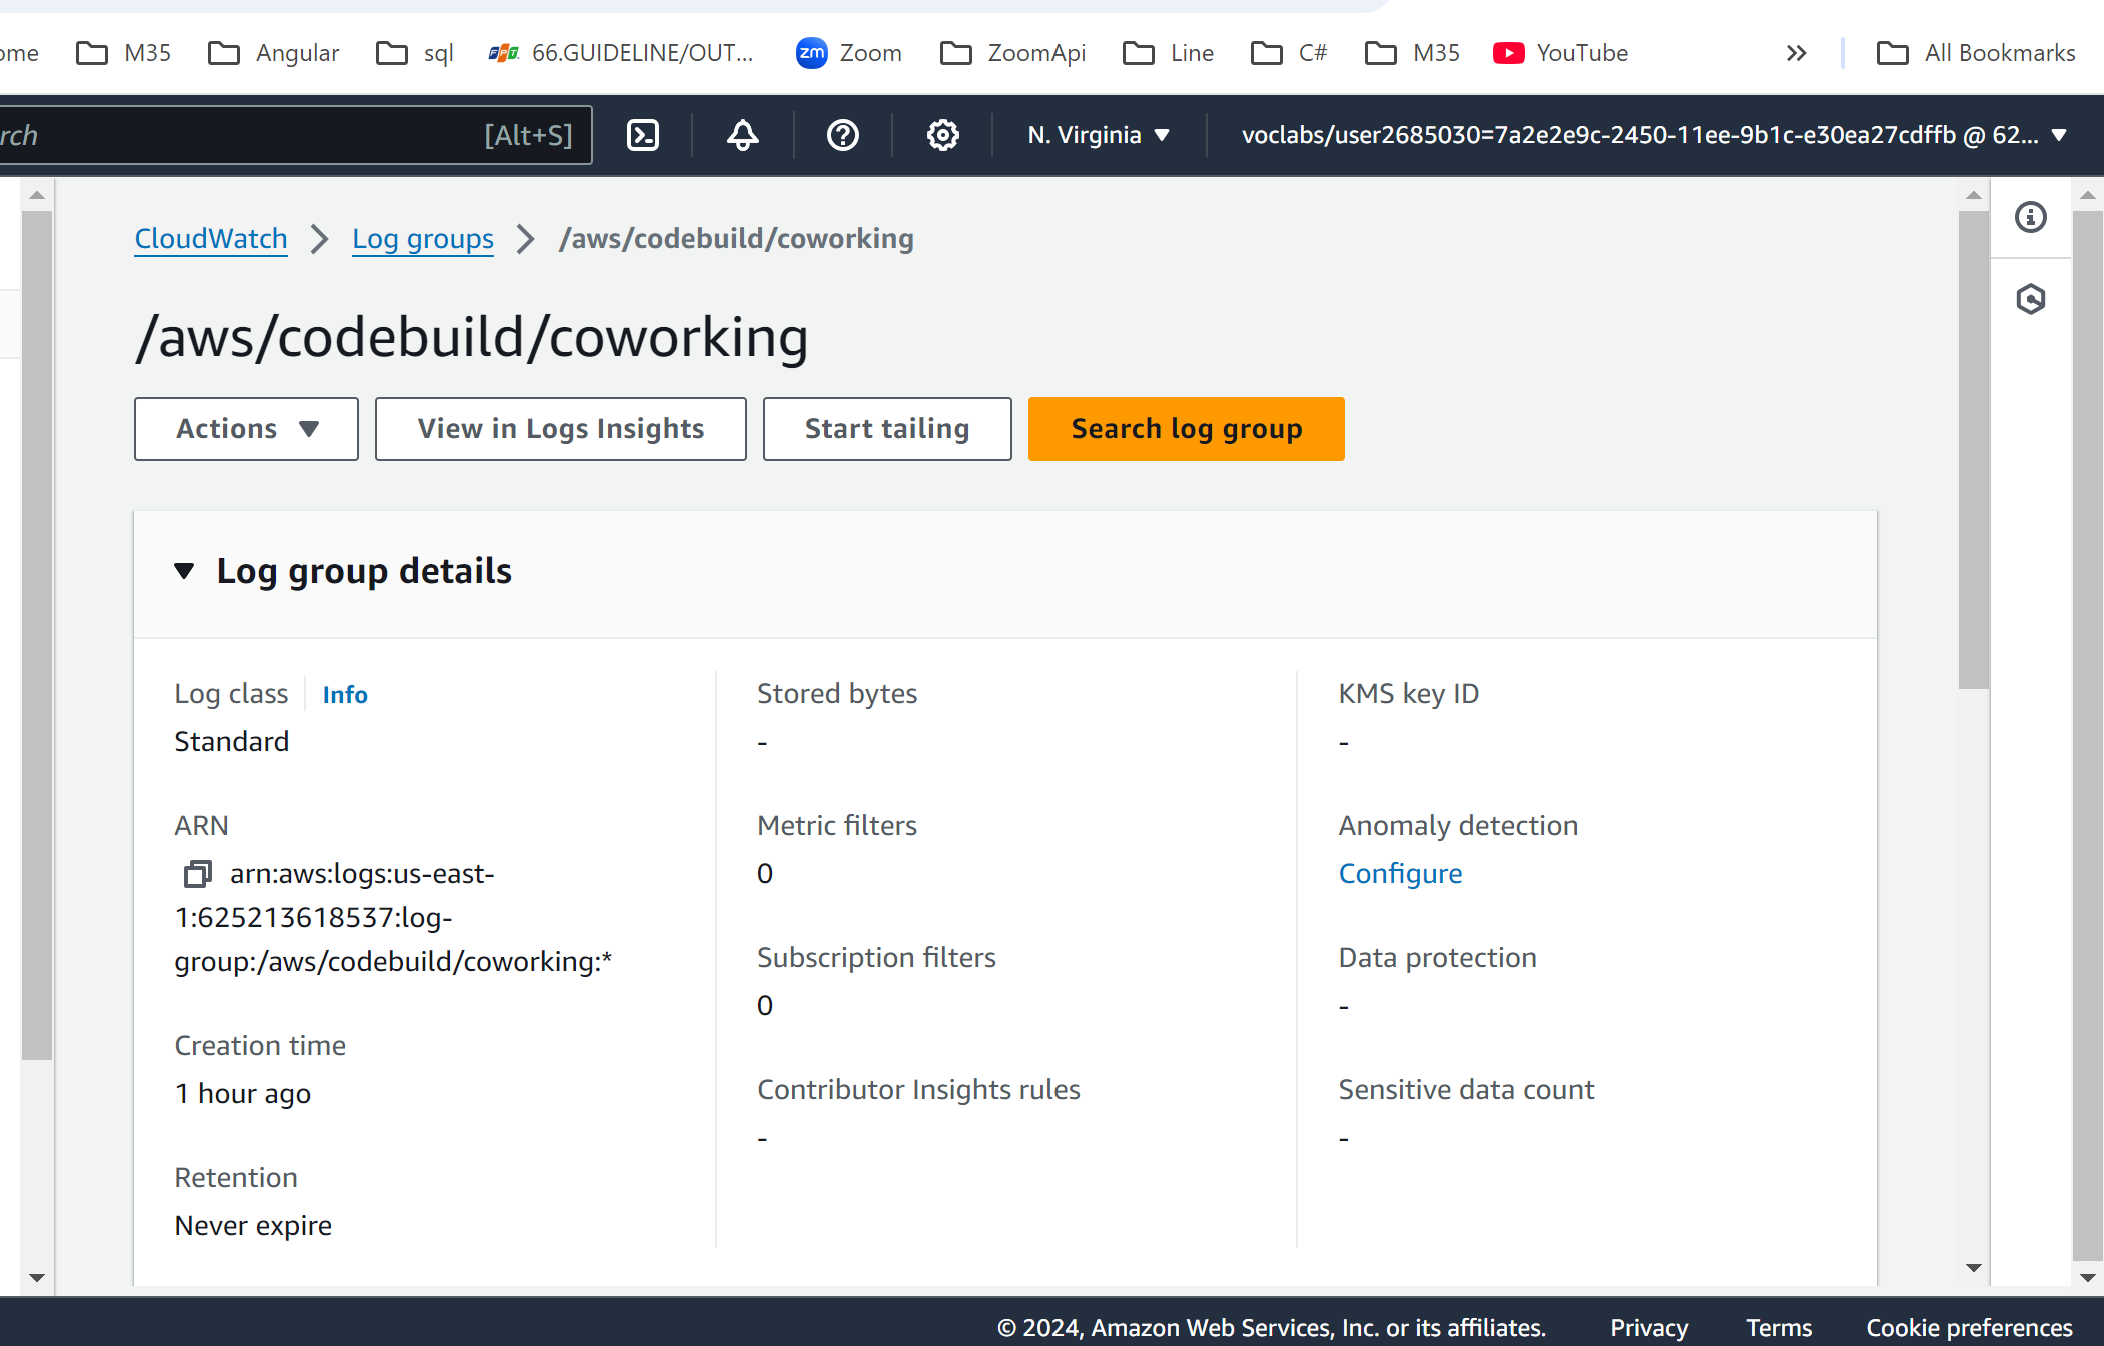 ome M35 Angular sql FPT 66.GUIDELINE/OUT... zm Zoom ZoomApi Line C# M35 YouTube All Bookmarks
rch [Alt+S] N. Virginia voclabs/user2685030=7a2e2e9c-2450-11ee-9b1c-e30ea27cdffb @ 62...
CloudWatch Log groups /aws/codebuild/coworking
/aws/codebuild/coworking
Actions View in Logs Insights Start tailing Search log group
Log group details
Log class Info
Standard
ARN
arn:aws:logs:us-east-
1:625213618537:log-
group:/aws/codebuild/coworking:*
Creation time
1 hour ago
Retention
Never expire
Stored bytes
-
Metric filters
0
Subscription filters
0
Contributor Insights rules
-
KMS key ID
-
Anomaly detection
Configure
Data protection
-
Sensitive data count
-
© 2024, Amazon Web Services, Inc. or its affiliates. Privacy Terms Cookie preferences